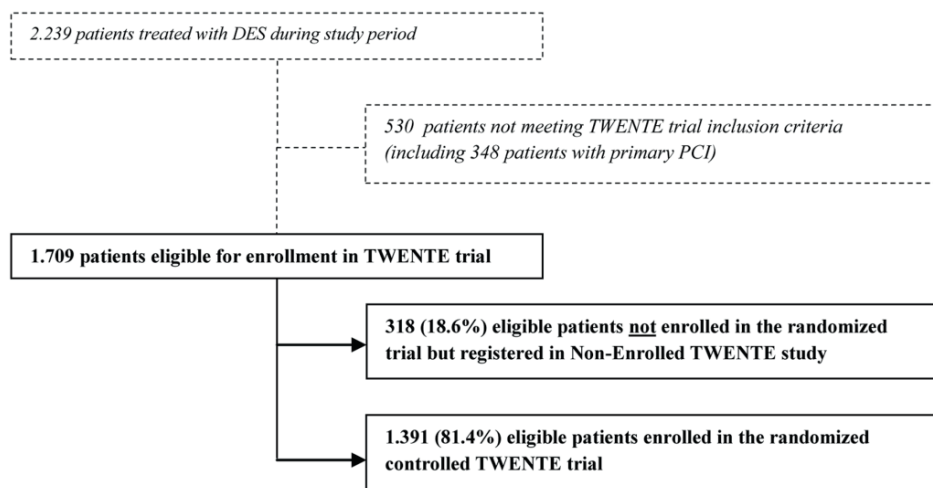 2.239 patients treated with DES during study period
530  patients not meeting TWENTE trial inclusion criteria
(including 348 patients with primary PCI)
1.709 patients eligible for enrollment in TWENTE trial
318 (18.6%) eligible patients not enrolled in the randomized
trial but registered in Non-Enrolled TWENTE study
1.391 (81.4%) eligible patients enrolled in the randomized
controlled TWENTE trial